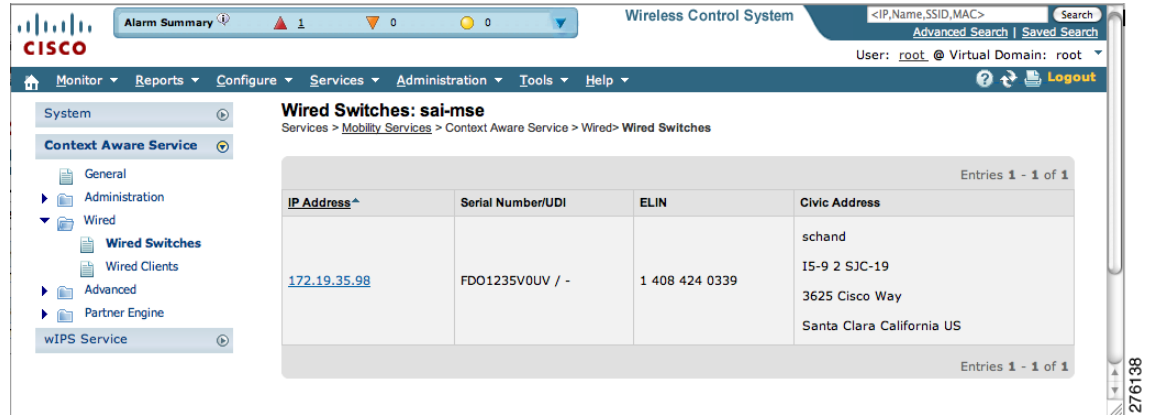 Alarm Summary 1 0 0
Wireless Control System
<IP,Name,SSID,MAC> Search
Advanced Search | Saved Search
CISCO
User: root @ Virtual Domain: root
Monitor Reports Configure Services Administration Tools Help Logout
System
Context Aware Service
General
Administration
Wired
Wired Switches
Wired Clients
Advanced
Partner Engine
wIPS Service
Wired Switches: sai-mse
Services > Mobility Services > Context Aware Service > Wired> Wired Switches
Entries 1 - 1 of 1
IP Address Serial Number/UDI ELIN Civic Address
172.19.35.98 FDO1235V0UV / - 1 408 424 0339
schand
I5-9 2 SJC-19
3625 Cisco Way
Santa Clara California US
Entries 1 - 1 of 1
276138